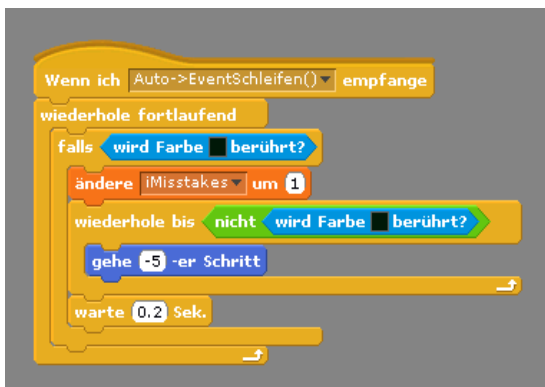 Wenn ich Auto->EventSchleifen() empfange
wiederhole fortlaufend
falls wird Farbe berührt?
ändere iMisstakes um 1
wiederhole bis nicht wird Farbe berührt?
gehe -5 -er Schritt
warte 0.2 Sek.